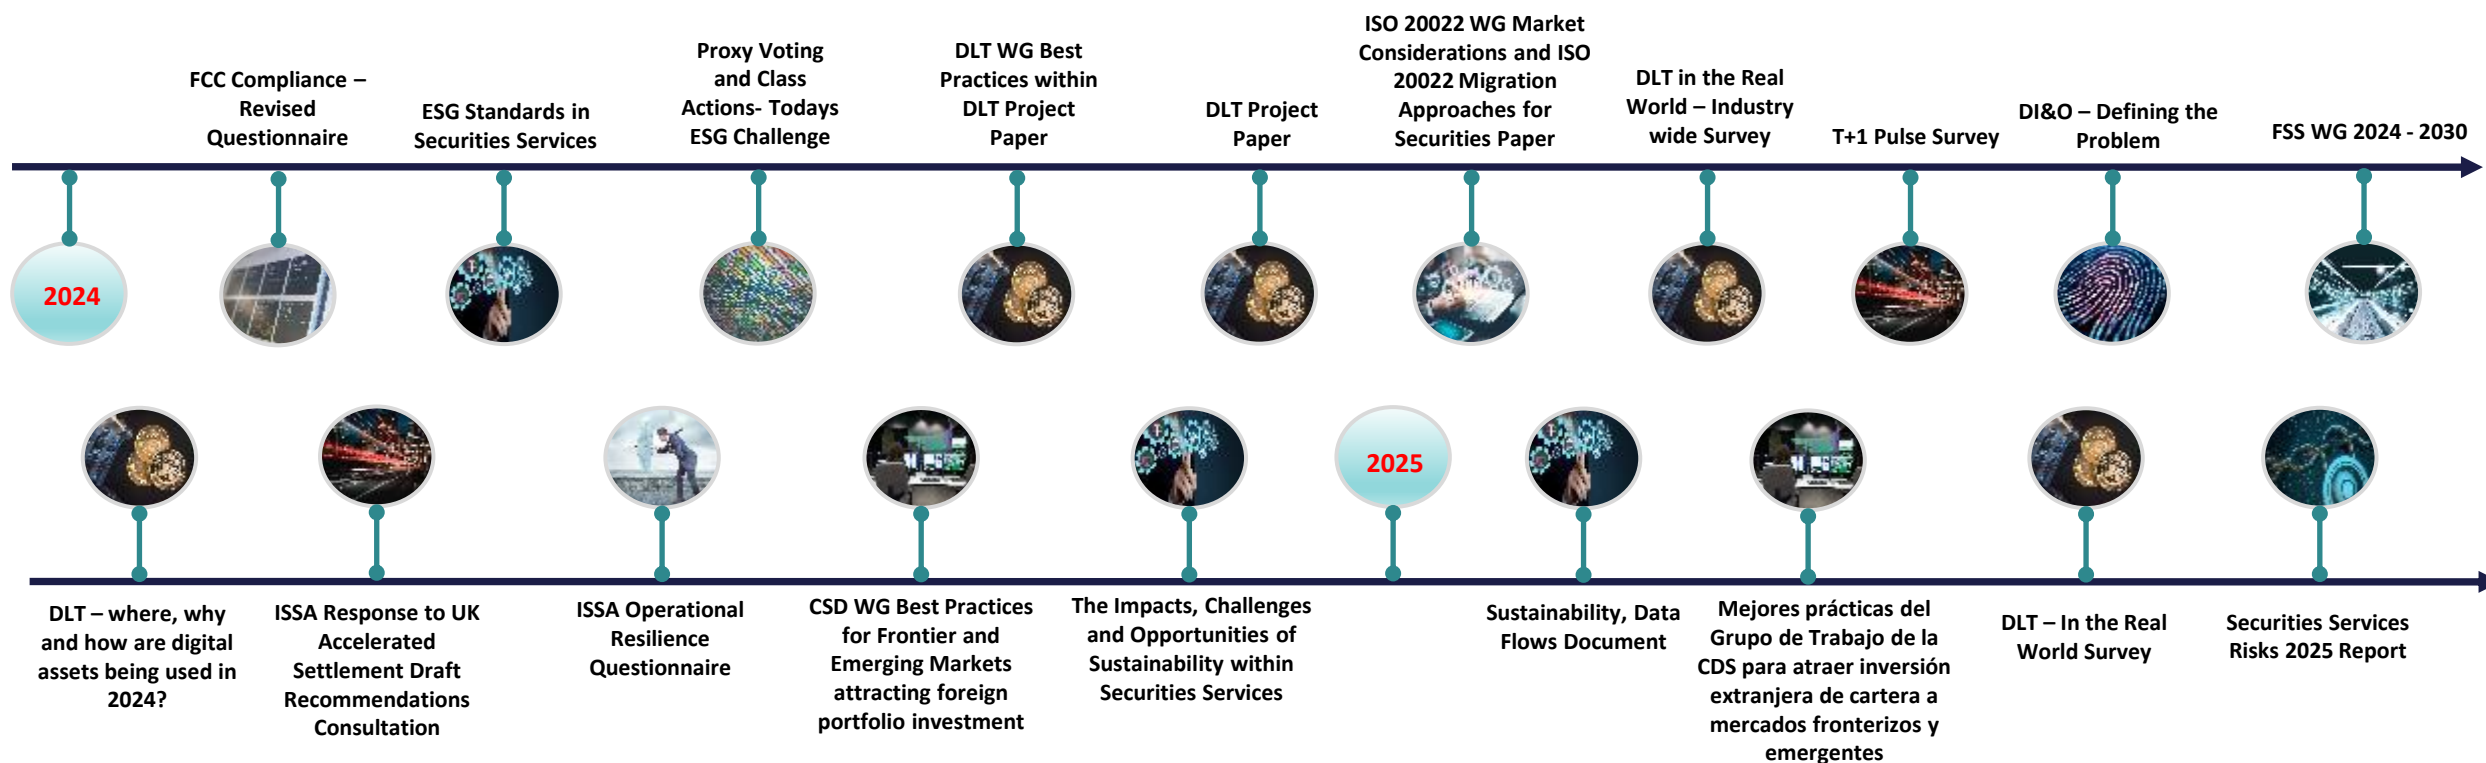 FCC Compliance –
Revised
Questionnaire
ESG Standards in
Securities Services
Proxy Voting
and Class
Actions- Todays
ESG Challenge
DLT WG Best
Practices within
DLT Project
Paper
DLT Project
Paper
ISO 20022 WG Market
Considerations and ISO
20022 Migration
Approaches for
Securities Paper
DLT in the Real
World – Industry
wide Survey
T+1 Pulse Survey
DI&O – Defining the
Problem
FSS WG 2024 - 2030
2024
2025
DLT – where, why
and how are digital
assets being used in
2024?
ISSA Response to UK
Accelerated
Settlement Draft
Recommendations
Consultation
ISSA Operational
Resilience
Questionnaire
CSD WG Best Practices
for Frontier and
Emerging Markets
attracting foreign
portfolio investment
The Impacts, Challenges
and Opportunities of
Sustainability within
Securities Services
Sustainability, Data
Flows Document
Mejores prácticas del
Grupo de Trabajo de la
CDS para atraer inversión
extranjera de cartera a
mercados fronterizos y
emergentes
DLT – In the Real
World Survey
Securities Services
Risks 2025 Report